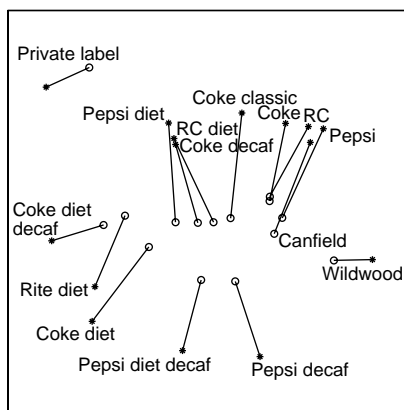 Private label
Coke classic
Pepsi diet
Coke
RC
RC diet
Pepsi
Coke decaf
Coke diet
decaf
Canfield
Wildwood
Rite diet
Coke diet
Pepsi diet decaf
Pepsi decaf